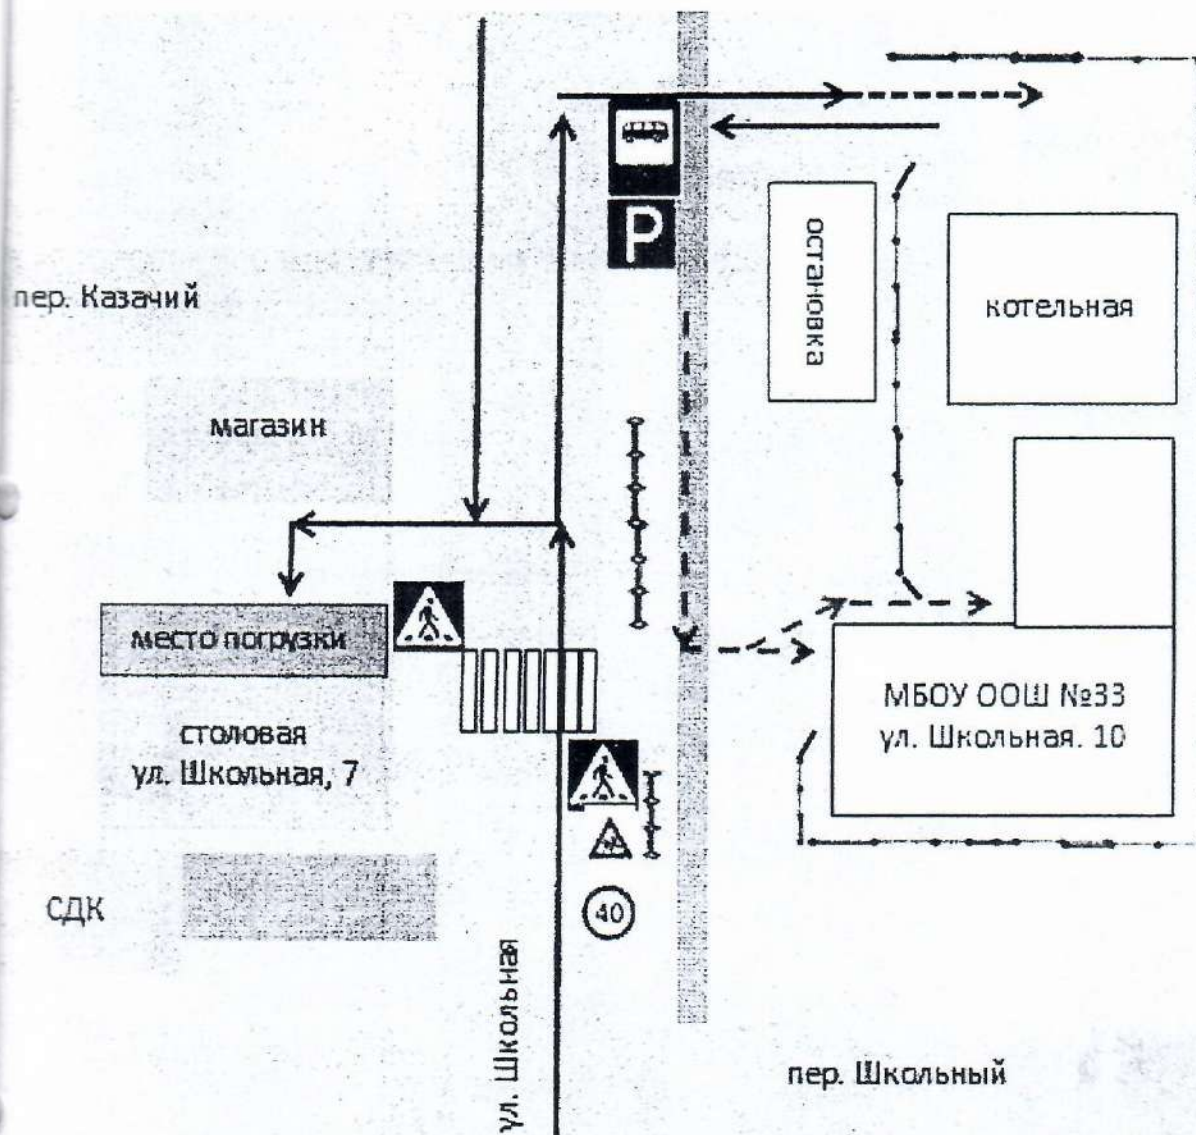 P
остановка
котельная
пер. Казачий
магазин
место погрузки
столовая
ул. Школьная, 7
МБОУ ООШ №33
ул. Школьная. 10
СДК
40
ул. Школьная
пер. Школьный